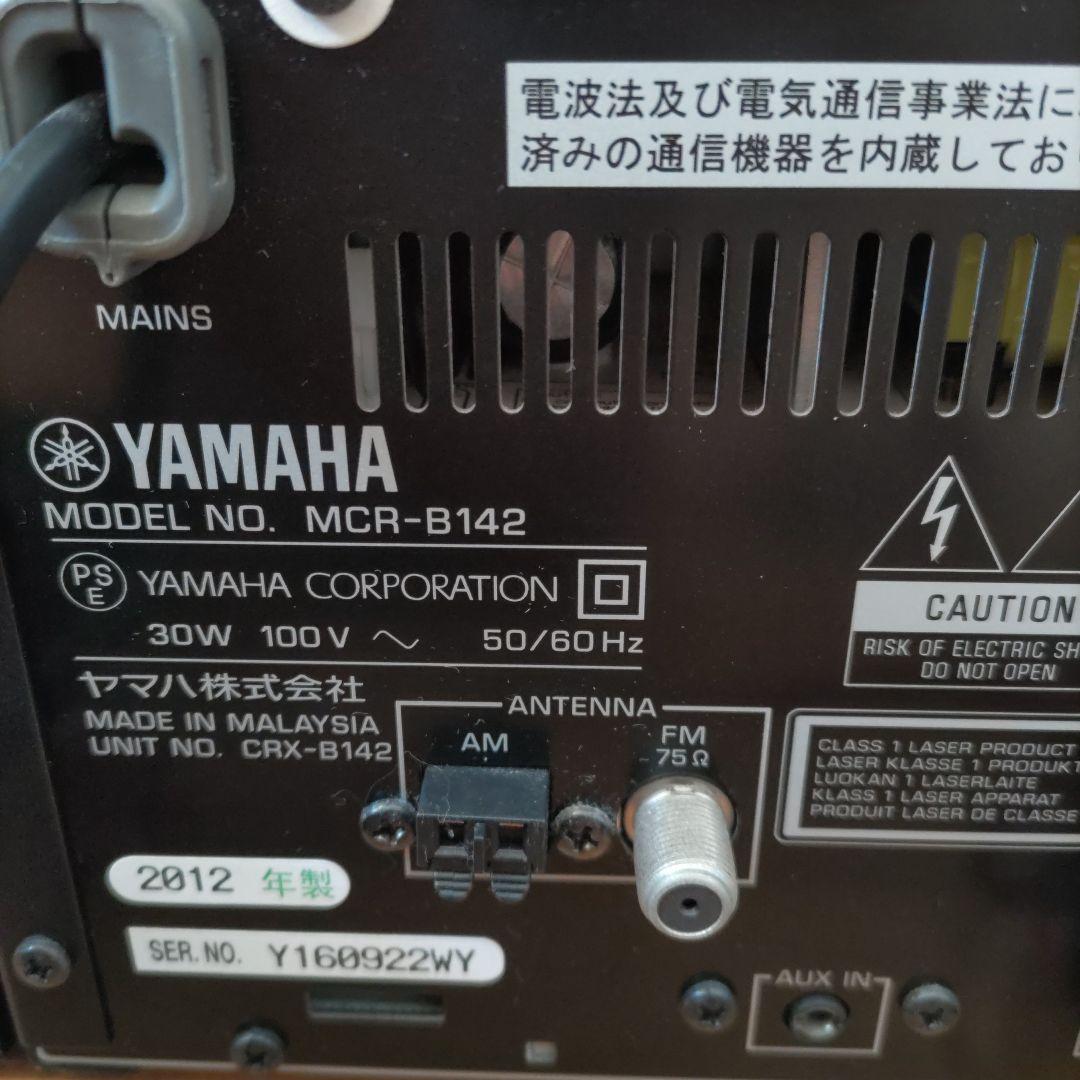 電波法及び電気通信事業法に
済みの通信機器を内蔵してお
MAINS
YAMAHA
MODEL NO. MCR-B142
PSE YAMAHA CORPORATION
30W 100V ～ 50/60Hz
ヤマハ株式会社
MADE IN MALAYSIA
UNIT NO. CRX-B142
ANTENNA
AM
FM
75Ω
CAUTION
RISK OF ELECTRIC SH
DO NOT OPEN
CLASS 1 LASER PRODUCT
LASER KLASSE 1 PRODUKT
LUOKAN 1 LASERLAITE
KLASS 1 LASER APPARAT
PRODUIT LASER DE CLASSE
2012 年製
SER.NO. Y160922WY
AUX IN